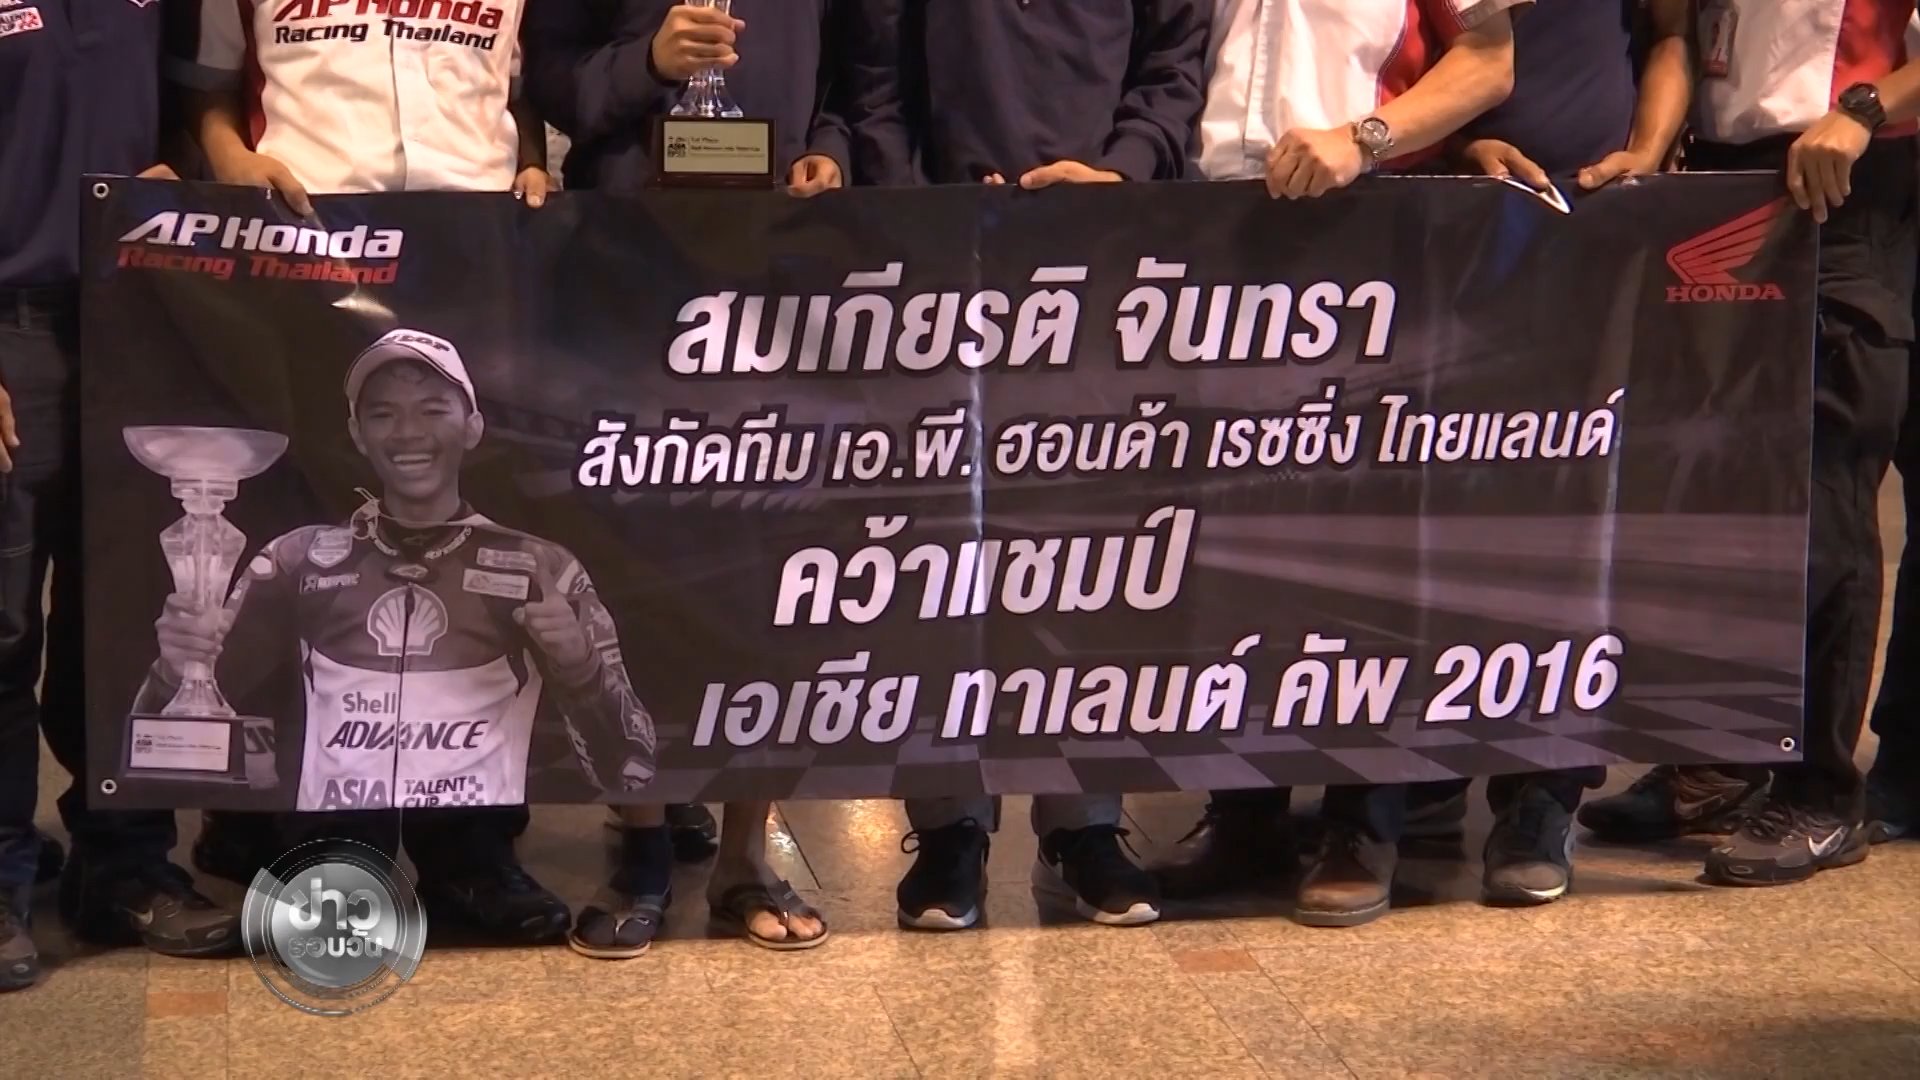 A.P.Honda
Racing Thailand
A.P.Honda
Racing Thailand
HONDA
สมเกียรติ จันทรา
สังกัดทีม เอ.พี. ฮอนด้า เรซซิ่ง ไทยแลนด์
คว้าแชมป์
เอเชีย ทาเลนต์ คัพ 2016
Shell
ADVANCE
ASIA TALENT
CUP
ข่าว
รอบวัน